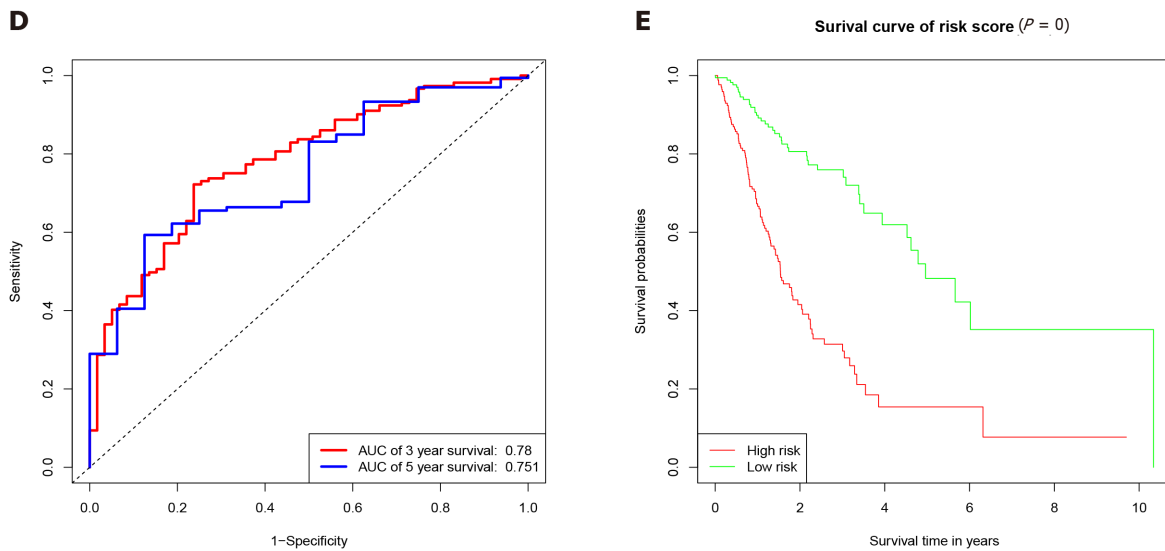 D
1.0
0.8
0.6
0.4
0.2
0.0
Sensitivity
AUC of 3 year survival: 0.78
AUC of 5 year survival: 0.751
0.0 0.2 0.4 0.6 0.8 1.0
1−Specificity
E
Surival curve of risk score (P = 0)
1.0
0.8
0.6
0.4
0.2
0.0
Survival probabilities
High risk
Low risk
0 2 4 6 8 10
Survival time in years